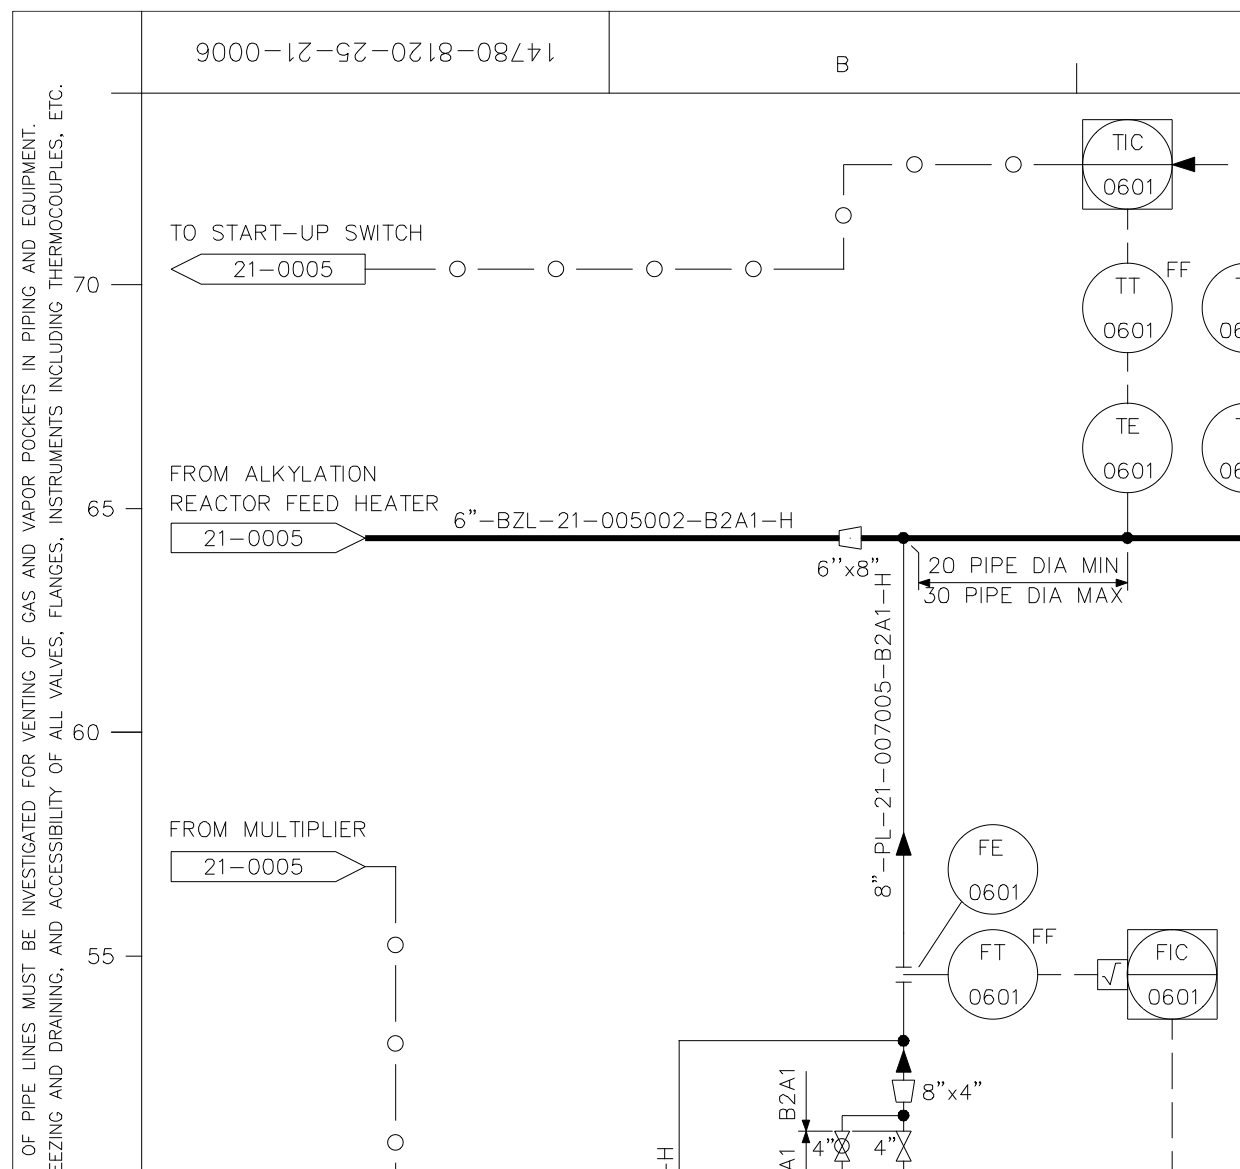 14780-8120-25-21-0006
B
OF PIPE LINES MUST BE INVESTIGATED FOR VENTING OF GAS AND VAPOR POCKETS IN PIPING AND EQUIPMENT.
EEZING AND DRAINING, AND ACCESSIBILITY OF ALL VALVES, FLANGES, INSTRUMENTS INCLUDING THERMOCOUPLES, ETC.
TIC
0601
TO START-UP SWITCH
21-0005
70
TT
0601
FF
TE
0601
FROM ALKYLATION
REACTOR FEED HEATER
21-0005
65
6"-BZL-21-005002-B2A1-H
6''x8"
20 PIPE DIA MIN
30 PIPE DIA MAX
8"-PL-21-007005-B2A1-H
60
FROM MULTIPLIER
21-0005
55
FE
0601
FT
0601
FF
√
FIC
0601
8"x4"
B2A1
A1
4"
4"
-H